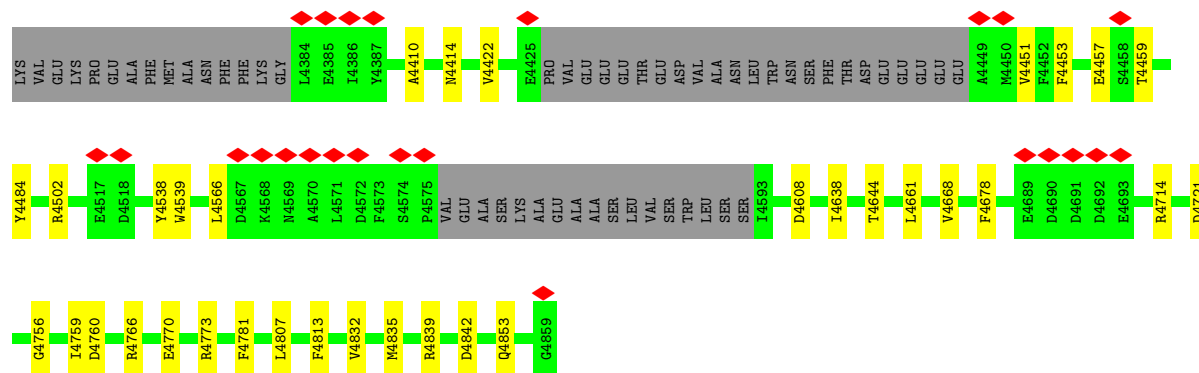 LYS VAL GLU LYS PRO GLU ALA PHE MET ALA ASN PHE PHE LYS GLY L4384 E4385 I4386 Y4387 A4410 N4414 V4422 E4425 PRO VAL GLU GLU GLU THR GLU ASP VAL ALA ASN LEU TRP ASN SER PHE THR ASP GLU GLU GLU GLU GLU A4449 M4450 V4451 F4452 F4453 E4457 S4458 T4459
Y4484 R4502 E4517 D4518 Y4538 W4539 L4566 D4567 K4568 N4569 A4570 L4571 D4572 F4573 S4574 P4575 VAL GLU ALA SER LYS ALA GLU ALA ALA SER LEU VAL SER TRP LEU SER SER I4593 D4608 I4638 T4644 L4661 V4668 F4678 E4689 D4690 D4691 D4692 E4693 R4714 D4721
G4756 I4759 D4760 R4766 E4770 R4773 F4781 L4807 F4813 V4832 M4835 R4839 D4842 Q4853 G4859